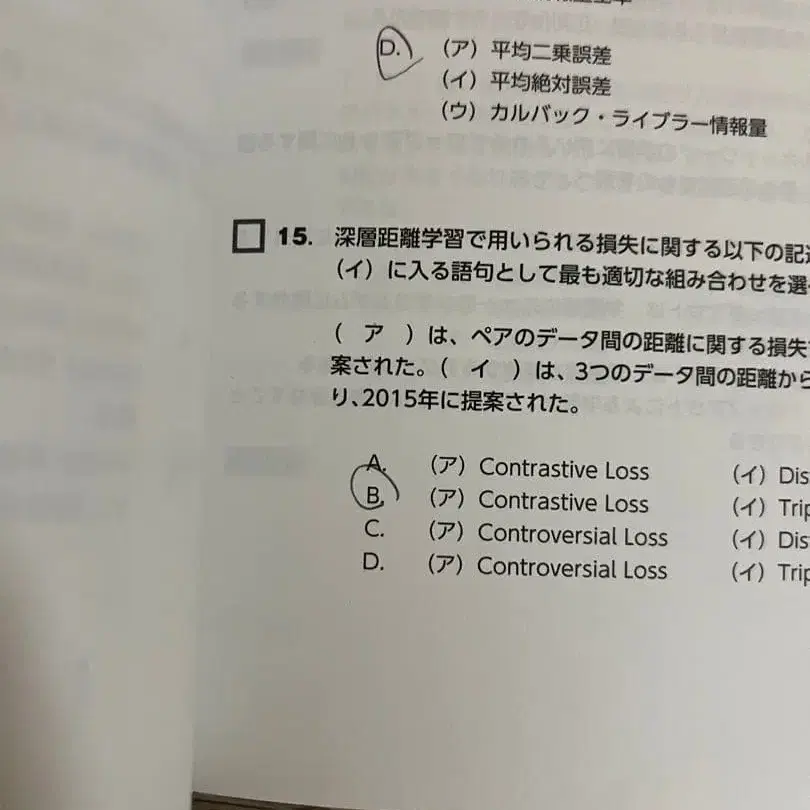 D. (ア) 平均二乗誤差
(イ) 平均絶対誤差
(ウ) カルバック・ライブラー情報量
15. 深層距離学習で用いられる損失に関する以下の記
(イ) に入る語句として最も適切な組み合わせを選
( ア ) は、ペアのデータ間の距離に関する損失
案された。( イ ) は、3つのデータ間の距離から
り、2015年に提案された。
A. (ア) Contrastive Loss (イ) Dis
B. (ア) Contrastive Loss (イ) Trip
C. (ア) Controversial Loss (イ) Dis
D. (ア) Controversial Loss (イ) Trip